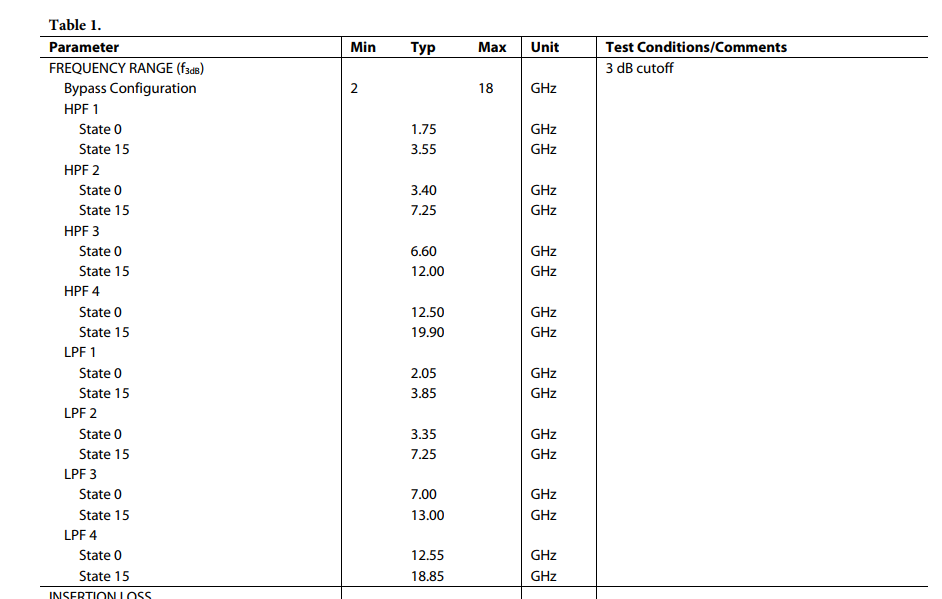 Table 1.
Parameter Min Typ Max Unit Test Conditions/Comments
FREQUENCY RANGE (f3dB) 3 dB cutoff
Bypass Configuration 2 18 GHz
HPF 1
State 0 1.75 GHz
State 15 3.55 GHz
HPF 2
State 0 3.40 GHz
State 15 7.25 GHz
HPF 3
State 0 6.60 GHz
State 15 12.00 GHz
HPF 4
State 0 12.50 GHz
State 15 19.90 GHz
LPF 1
State 0 2.05 GHz
State 15 3.85 GHz
LPF 2
State 0 3.35 GHz
State 15 7.25 GHz
LPF 3
State 0 7.00 GHz
State 15 13.00 GHz
LPF 4
State 0 12.55 GHz
State 15 18.85 GHz
INSERTION LOSS